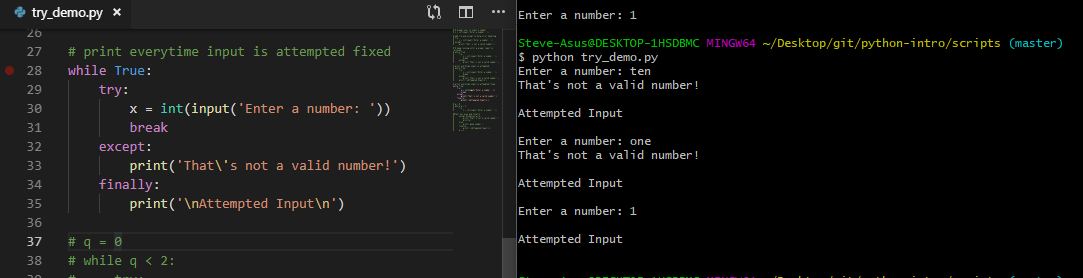 try_demo.py
26
27 # print everytime input is attempted fixed
28 while True:
29 try:
30 x = int(input('Enter a number: '))
31 break
32 except:
33 print('That\'s not a valid number!')
34 finally:
35 print('\nAttempted Input\n')
36
37 # q = 0
38 # while q < 2:
Enter a number: 1
Steve-Asus@DESKTOP-1HSDBMC MINGW64 ~/Desktop/git/python-intro/scripts (master)
$ python try_demo.py
Enter a number: ten
That's not a valid number!
Attempted Input
Enter a number: one
That's not a valid number!
Attempted Input
Enter a number: 1
Attempted Input